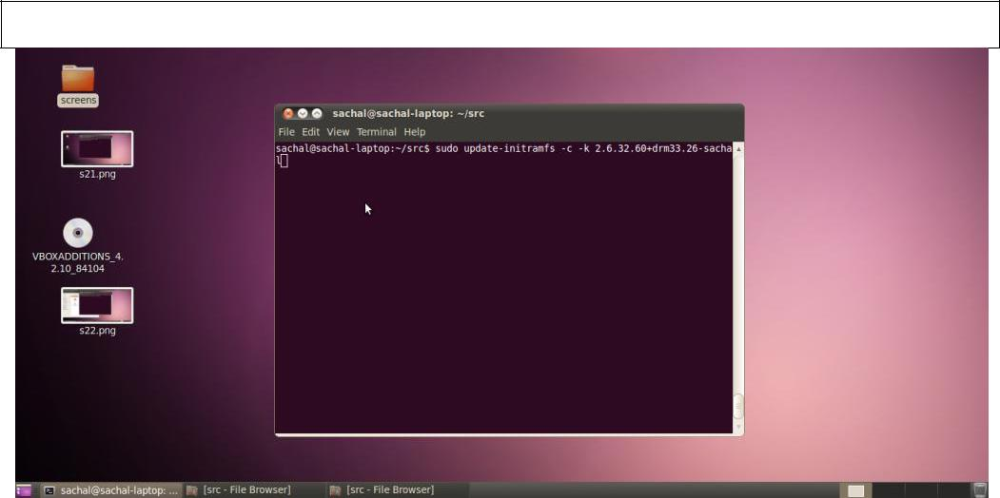 screens
s21.png
VBOXADDITIONS_4.
2.10_84104
s22.png
sachal@sachal-laptop: ~/src
File Edit View Terminal Help
sachal@sachal-laptop:~/src$ sudo update-initramfs -c -k 2.6.32.60+drm33.26-sacha
l
sachal@sachal-laptop: ...
[src - File Browser]
[src - File Browser]